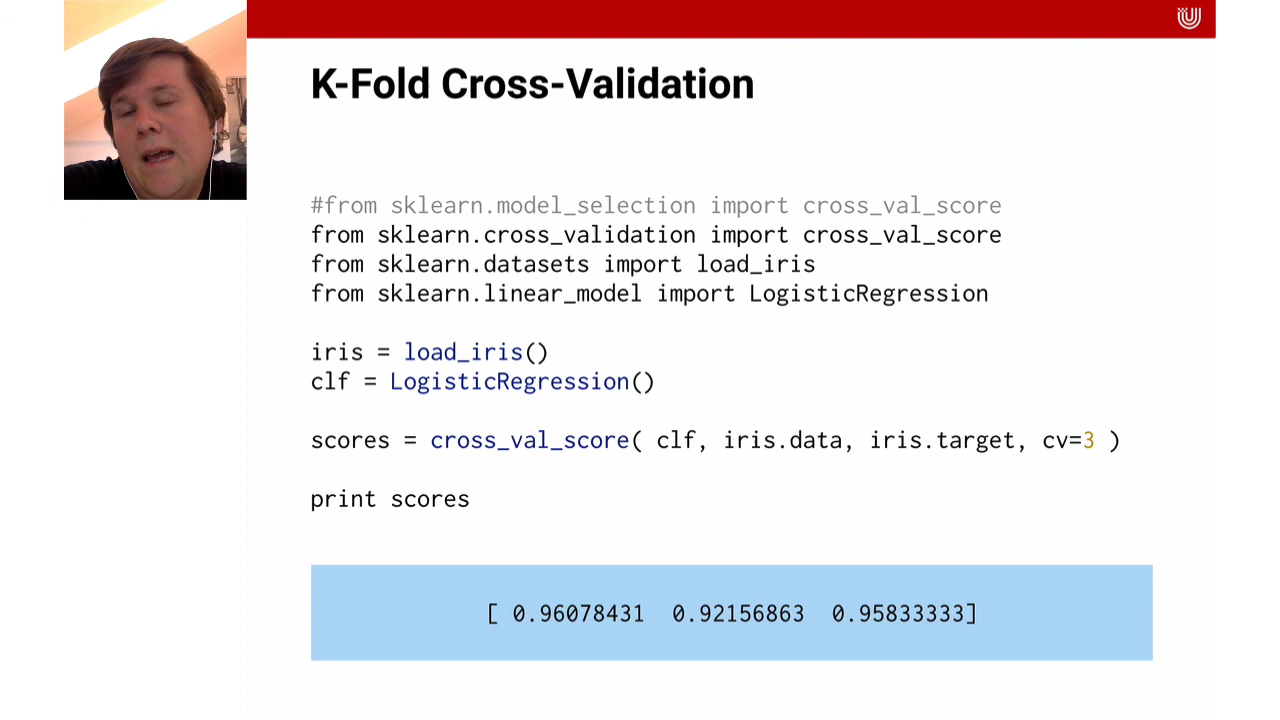 K-Fold Cross-Validation
#from sklearn.model_selection import cross_val_score
from sklearn.cross_validation import cross_val_score
from sklearn.datasets import load_iris
from sklearn.linear_model import LogisticRegression
iris = load_iris()
clf = LogisticRegression()
scores = cross_val_score( clf, iris.data, iris.target, cv=3 )
print scores
[ 0.96078431  0.92156863  0.95833333]